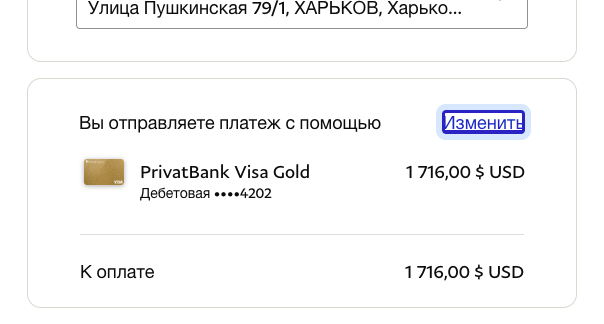 Улица Пушкинская 79/1, ХАРЬКОВ, Харько...
Вы отправляете платеж с помощью
Изменить
PrivatBank Visa Gold
1 716,00 $ USD
Дебетовая ••••4202
К оплате
1 716,00 $ USD